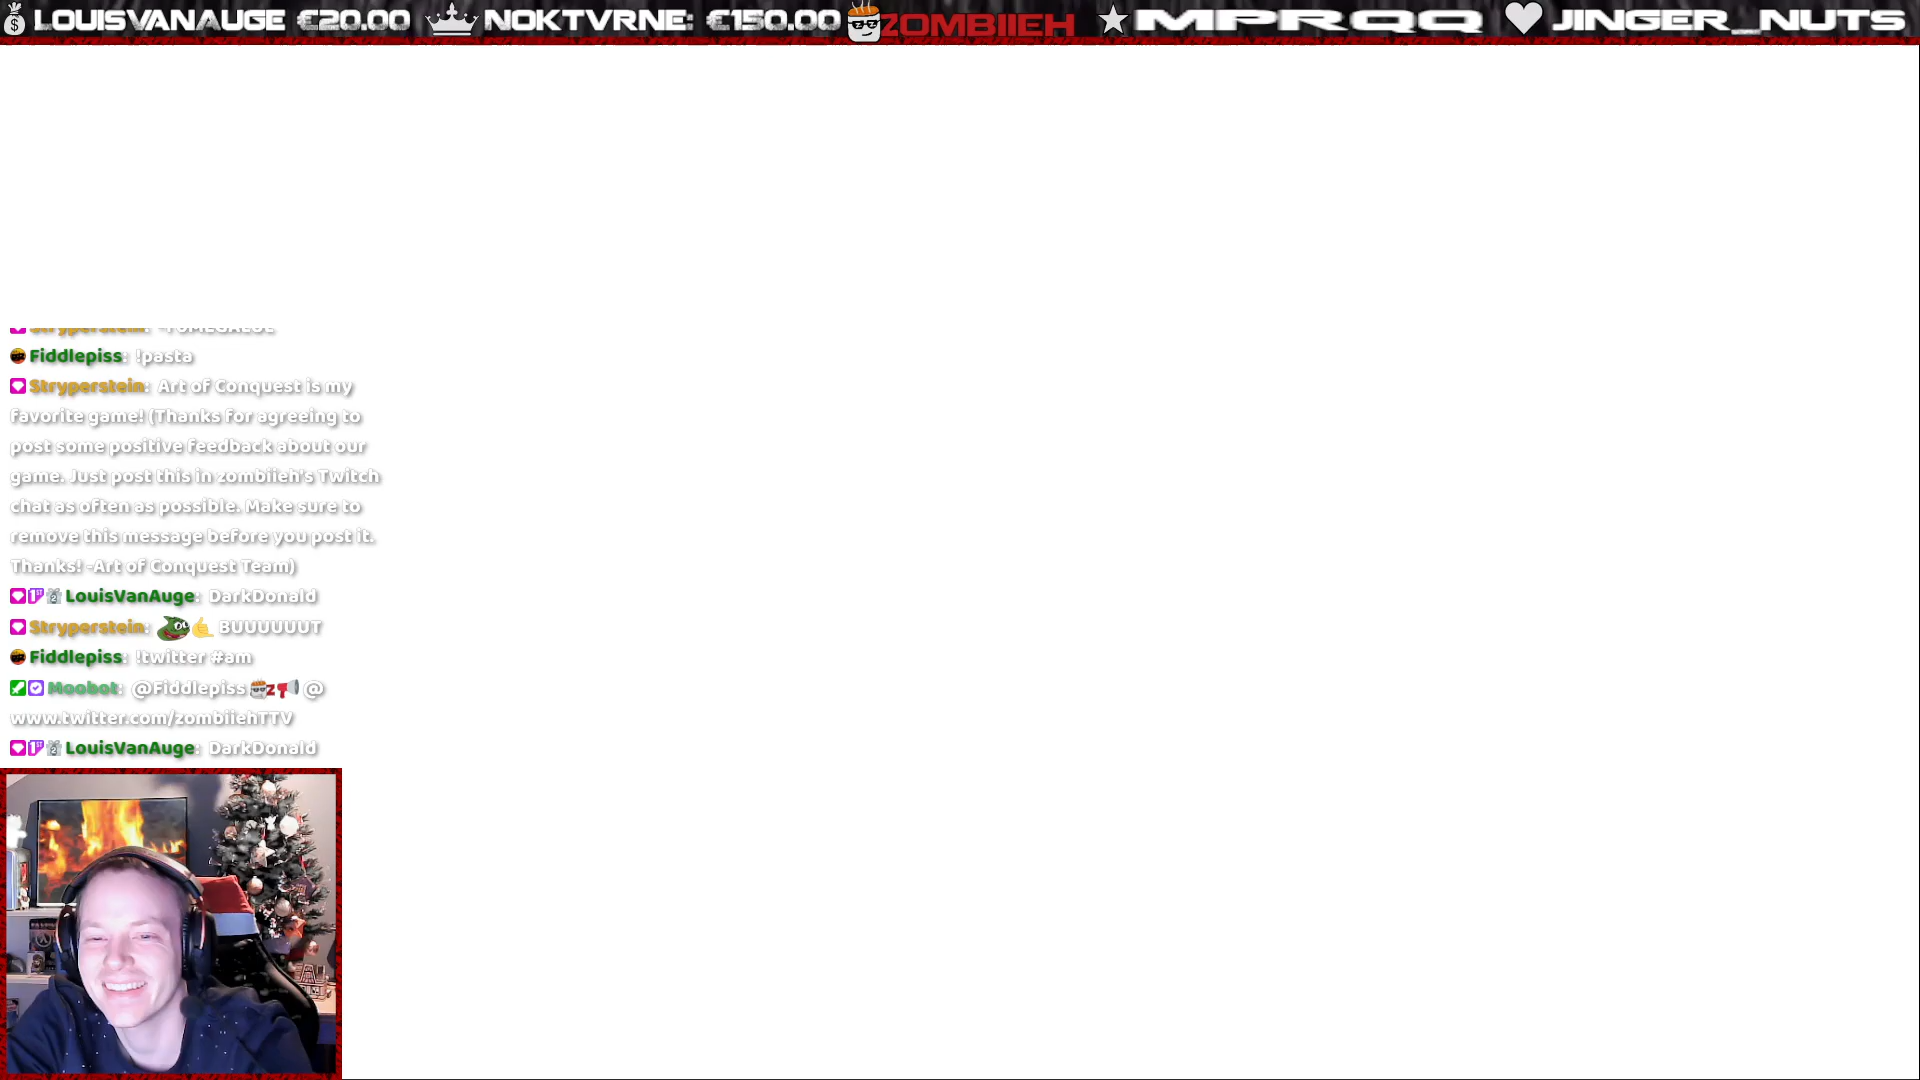 LOUISVANAUGE €20.00 NOKTVRNE: €150.00 ZOMBIIEH MPRQQ JINGER_NUTS
Stryperstein:
Fiddlepiss: !pasta
Stryperstein: Art of Conquest is my
favorite game! (Thanks for agreeing to
post some positive feedback about our
game. Just post this in zombiieh's Twitch
chat as often as possible. Make sure to
remove this message before you post it.
Thanks! -Art of Conquest Team)
LouisVanAuge: DarkDonald
Stryperstein: BUUUUUUT
Fiddlepiss: !twitter #am
Moobot: @Fiddlepiss @
www.twitter.com/zombiiehTTV
LouisVanAuge: DarkDonald